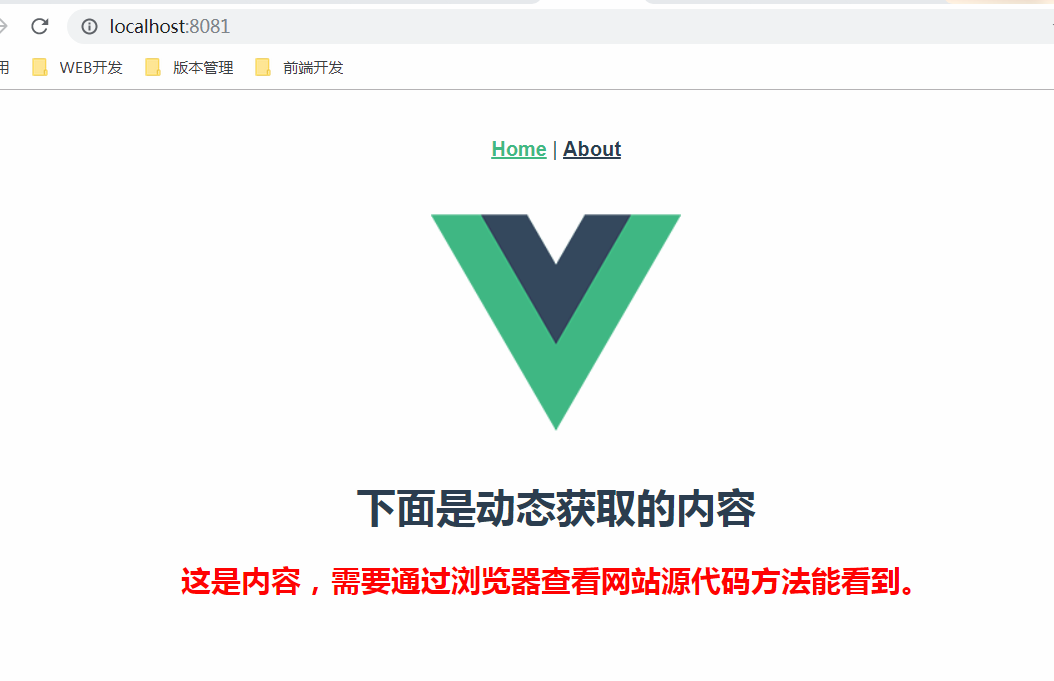 localhost:8081
用 WEB开发 版本管理 前端开发
Home | About
下面是动态获取的内容
这是内容，需要通过浏览器查看网站源代码方法能看到。